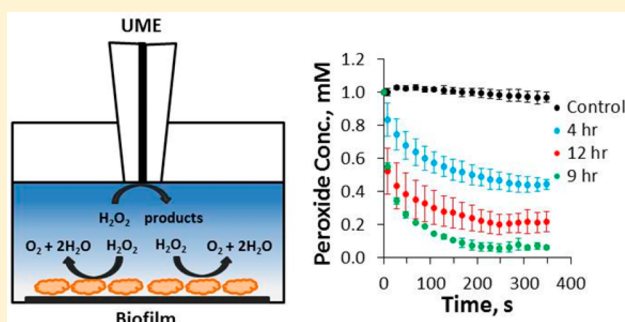 UME
H₂O₂ products
O₂ + 2H₂O H₂O₂ H₂O₂ O₂ + 2H₂O
Biofilm
Peroxide Conc., mM
1.2
1.0
0.8
0.6
0.4
0.2
0.0
0 100 200 300 400
Time, s
Control
4 hr
12 hr
9 hr